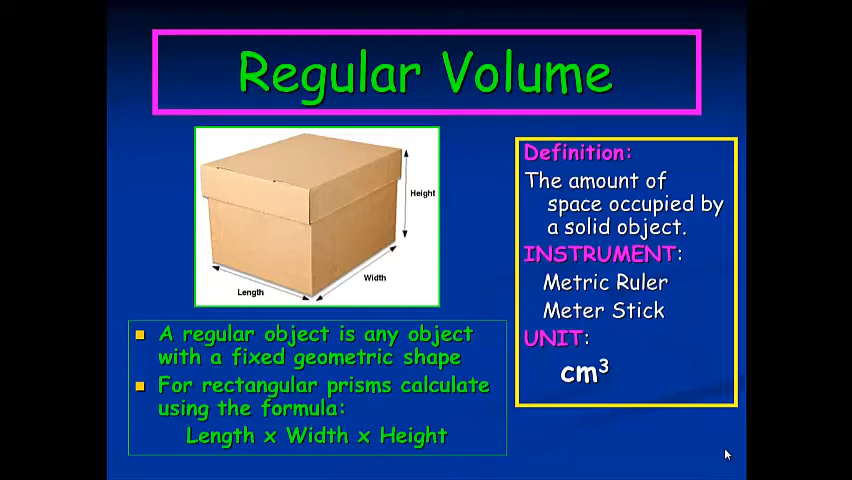 Regular Volume
Height
Width
Length
A regular object is any object
with a fixed geometric shape
For rectangular prisms calculate
using the formula:
Length x Width x Height
Definition:
The amount of
space occupied by
a solid object.
INSTRUMENT:
Metric Ruler
Meter Stick
UNIT:
cm³